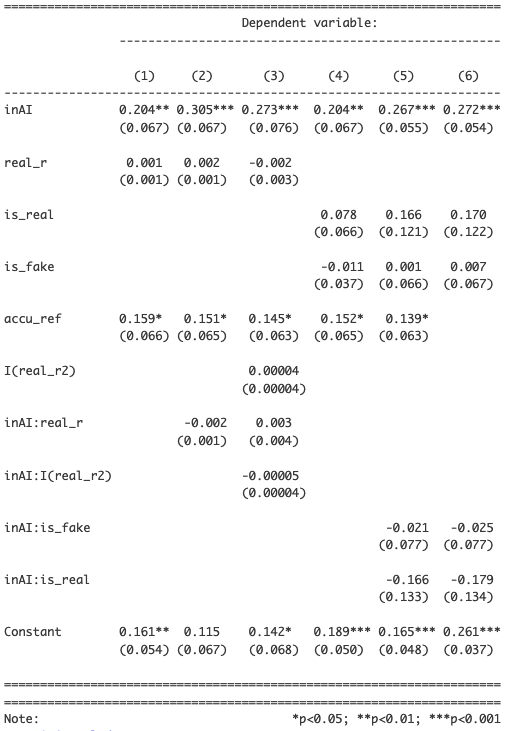 ==========================================================================
Dependent variable:
---------------------------------------------------------
(1) (2) (3) (4) (5) (6)
--------------------------------------------------------------------------
inAI 0.204** 0.305*** 0.273*** 0.204** 0.267*** 0.272***
(0.067) (0.067) (0.076) (0.067) (0.055) (0.054)
real_r 0.001 0.002 -0.002
(0.001) (0.001) (0.003)
is_real 0.078 0.166 0.170
(0.066) (0.121) (0.122)
is_fake -0.011 0.001 0.007
(0.037) (0.066) (0.067)
accu_ref 0.159* 0.151* 0.145* 0.152* 0.139*
(0.066) (0.065) (0.063) (0.065) (0.063)
I(real_r2) 0.00004
(0.00004)
inAI:real_r -0.002 0.003
(0.001) (0.004)
inAI:I(real_r2) -0.00005
(0.00004)
inAI:is_fake -0.021 -0.025
(0.077) (0.077)
inAI:is_real -0.166 -0.179
(0.133) (0.134)
Constant 0.161** 0.115 0.142* 0.189*** 0.165*** 0.261***
(0.054) (0.067) (0.068) (0.050) (0.048) (0.037)
==========================================================================
==========================================================================
Note: *p<0.05; **p<0.01; ***p<0.001